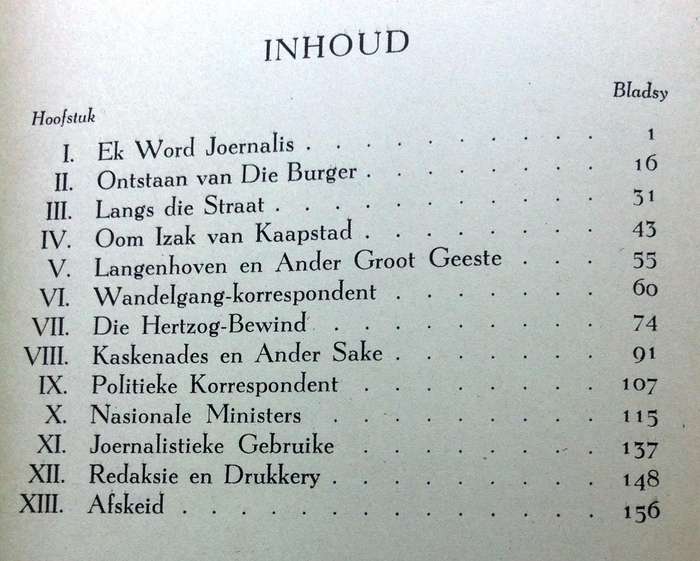 INHOUD
Hoofstuk Bladsy
I. Ek Word Joernalis . . . . . . . . . 1
II. Ontstaan van Die Burger . . . . . . . 16
III. Langs die Straat . . . . . . . . . . 31
IV. Oom Izak van Kaapstad . . . . . . . 43
V. Langenhoven en Ander Groot Geeste . . . 55
VI. Wandelgang-korrespondent . . . . . . 60
VII. Die Hertzog-Bewind . . . . . . . . 74
VIII. Kaskenades en Ander Sake . . . . . . 91
IX. Politieke Korrespondent . . . . . . . 107
X. Nasionale Ministers . . . . . . . . 115
XI. Joernalistieke Gebruike . . . . . . . 137
XII. Redaksie en Drukkery . . . . . . . . 148
XIII. Afskeid . . . . . . . . . . . . . 156